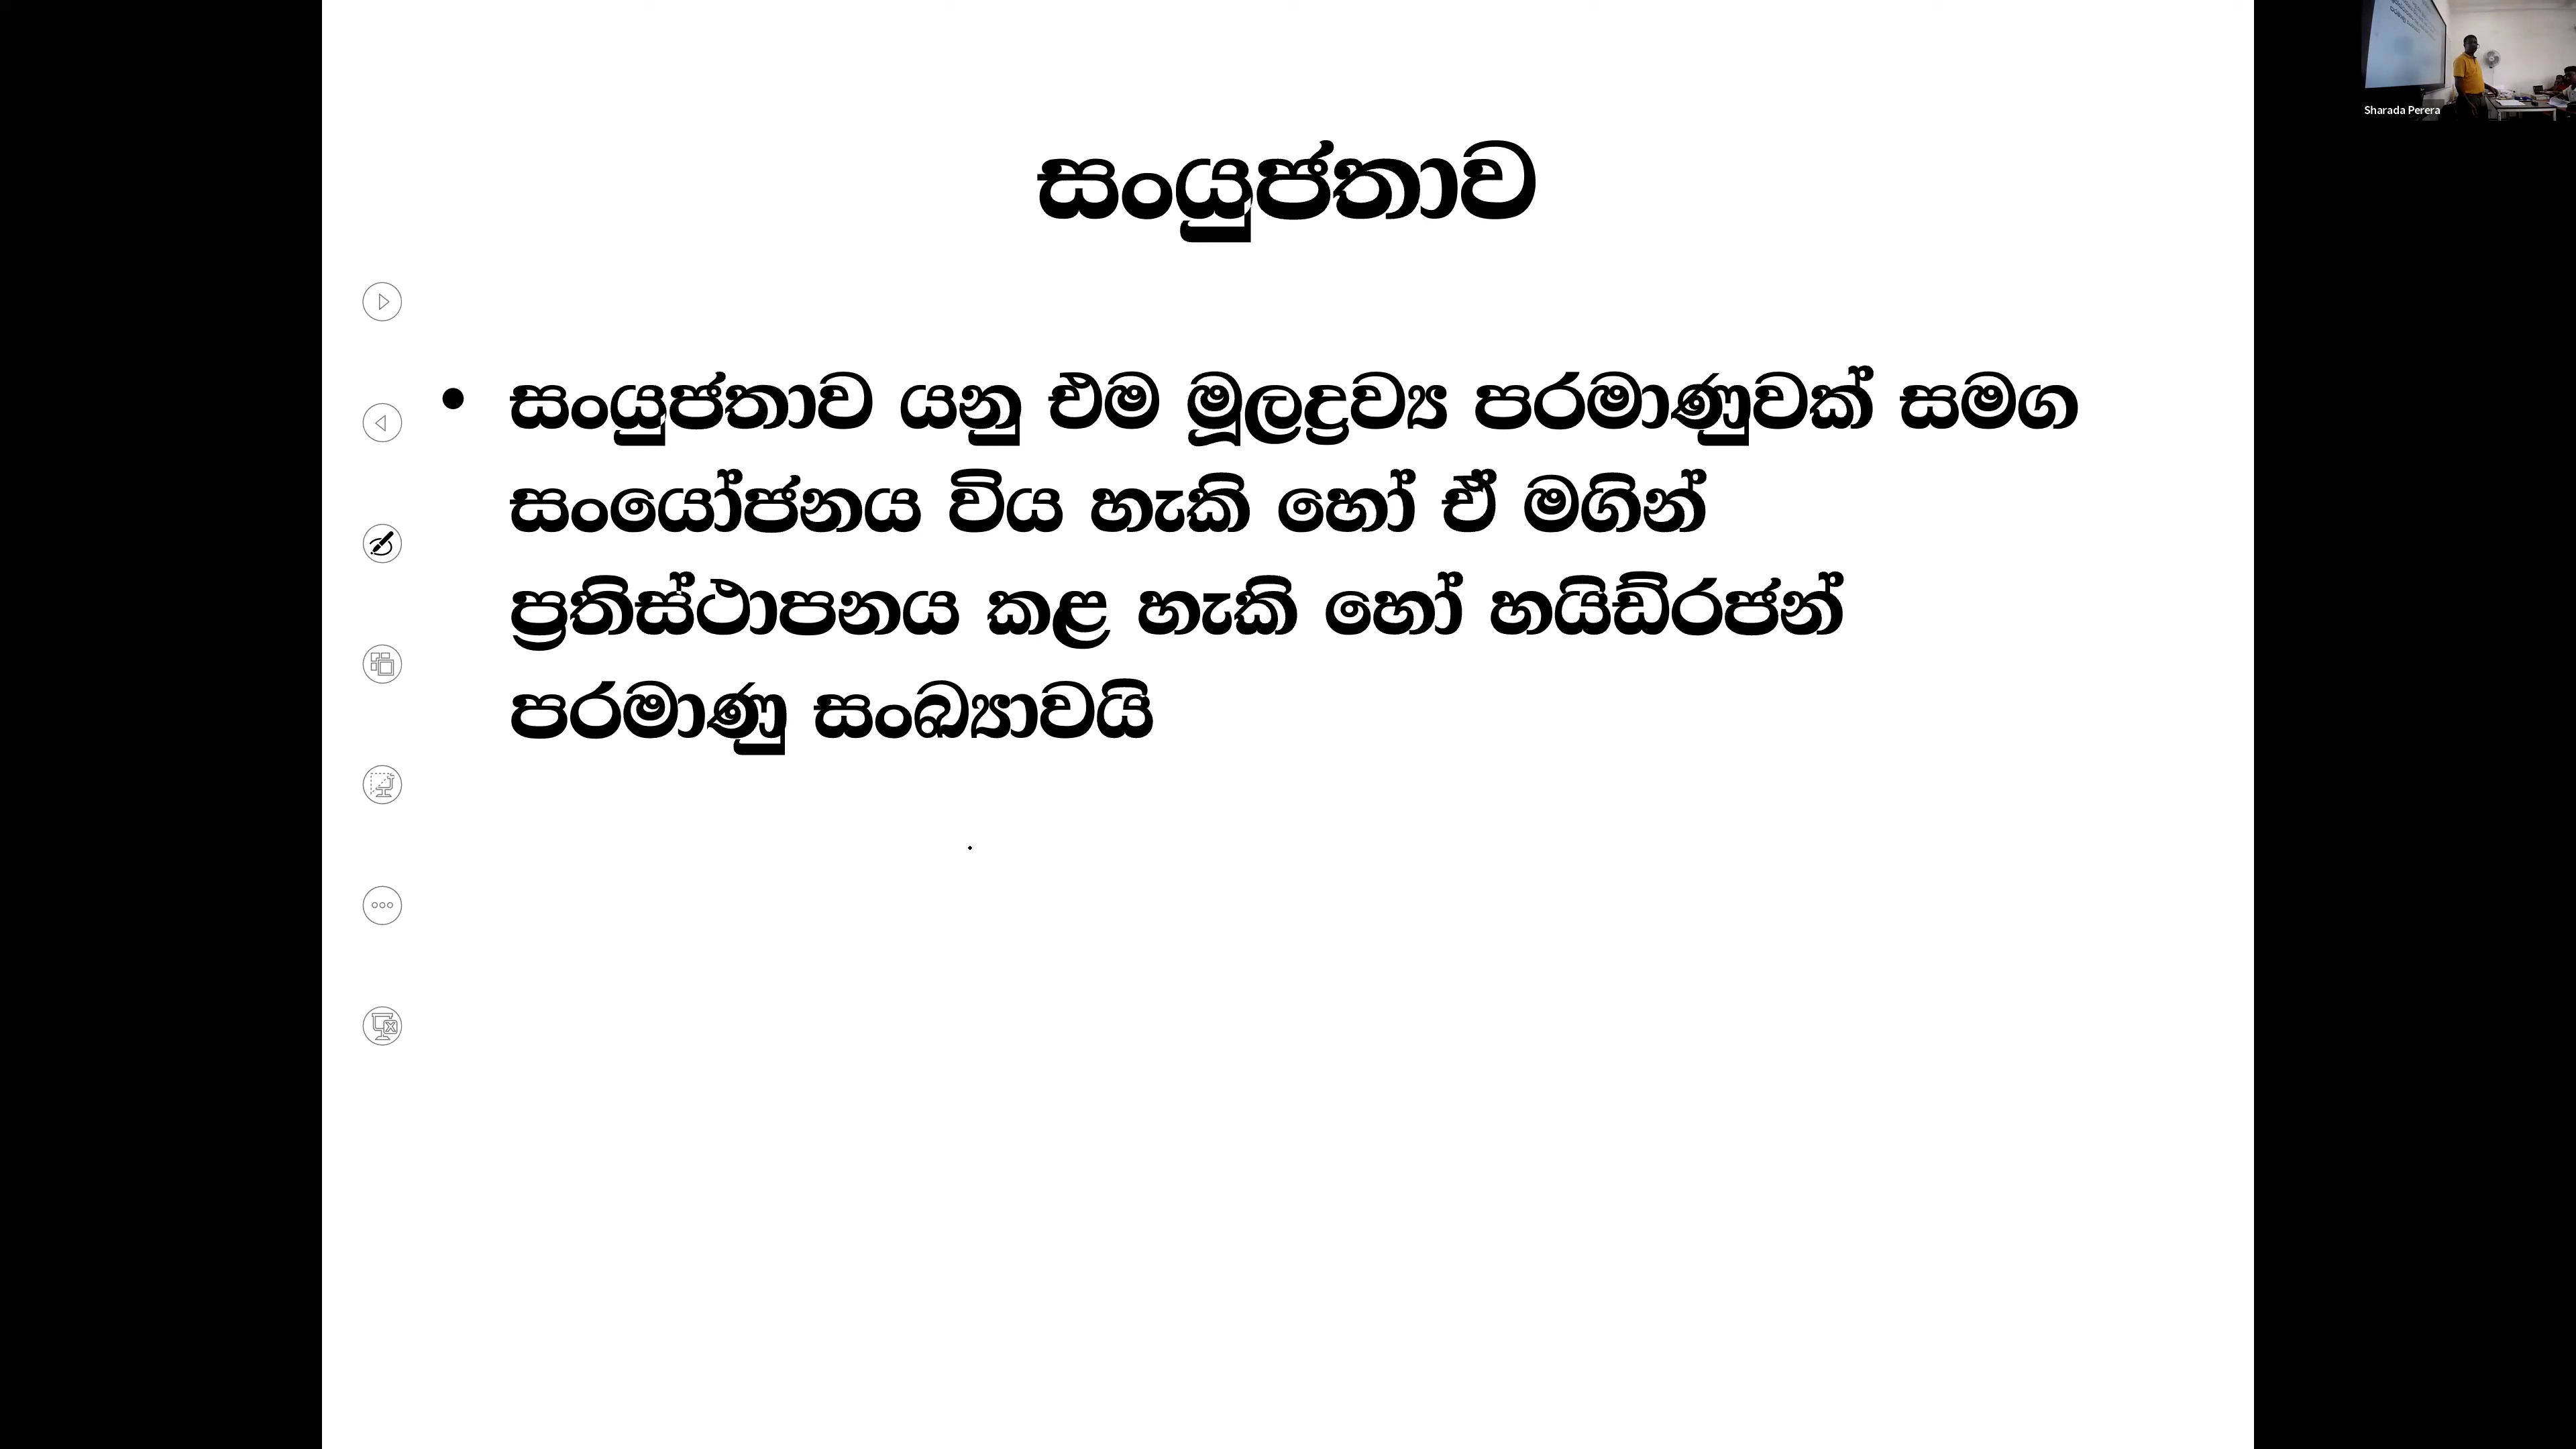 සංයුජතාව
• සංයුජතාව යනු එම මූලද්‍රව්‍ය පරමාණුවක් සමග
සංයෝජනය විය හැකි හෝ ඒ මගින්
ප්‍රතිස්ථාපනය කළ හැකි හෝ හයිඩ්රජන්
පරමාණු සංඛ්‍යාවයි
Sharada Perera